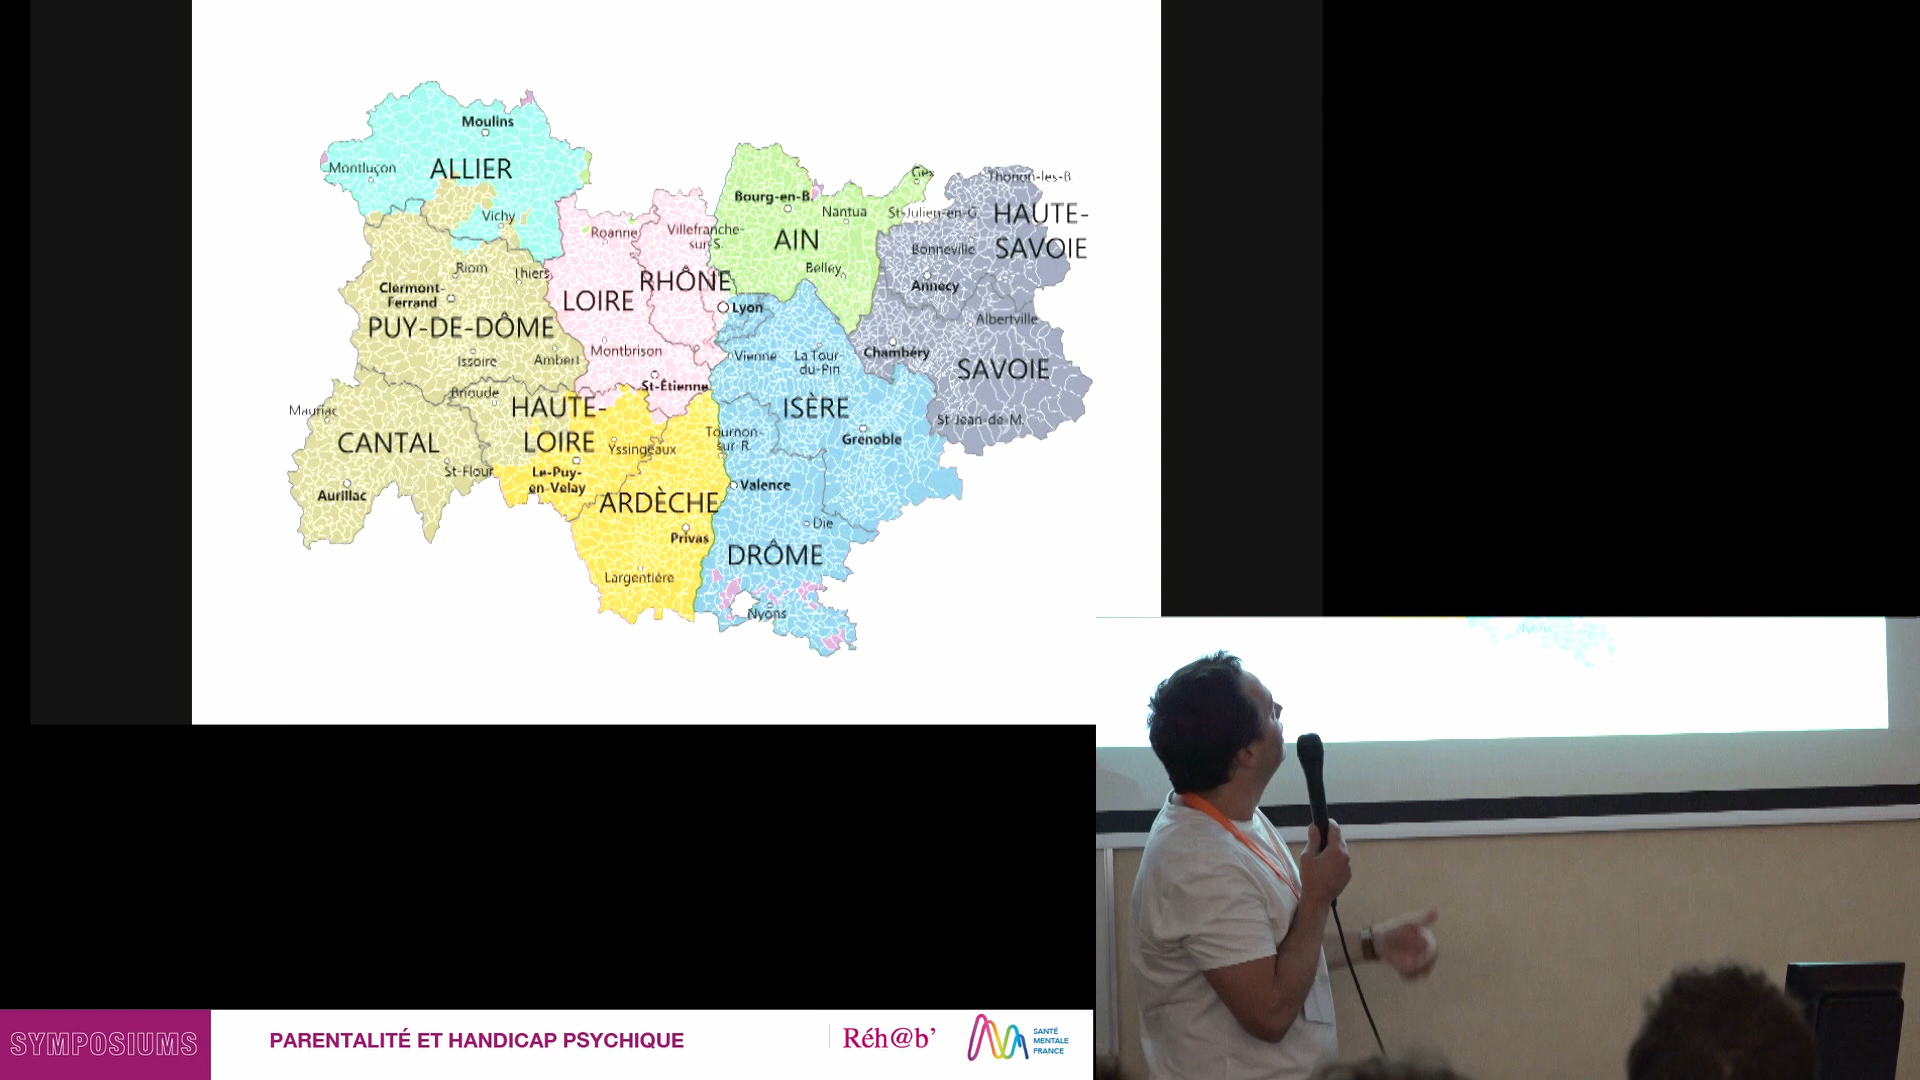 Moulins
Montluçon
ALLIER
Vichy
Gex
Thonon-les-B.
Bourg-en-B.
Nantua
St-Julien-en-G.
HAUTE-
SAVOIE
Roanne
Villefranche-
sur-S.
AIN
Bonneville
Belley
Riom
Thiers
Clermont-
Ferrand
LOIRE
RHÔNE
Annecy
Lyon
PUY-DE-DÔME
Albertville
Issoire
Ambert
Montbrison
Vienne
La Tour-
du-Pin
Chambéry
SAVOIE
St-Étienne
Brioude
Mauriac
HAUTE-
LOIRE
ISÈRE
St-Jean-de-M.
CANTAL
Yssingeaux
Tournon-
sur-R.
Grenoble
St-Flour
Le-Puy-
en-Velay
Aurillac
ARDÈCHE
Valence
Die
Privas
DRÔME
Largentière
Nyons
Nyons
SYMPOSIUMS
PARENTALITÉ ET HANDICAP PSYCHIQUE
Réh@b’
SANTÉ
MENTALE
FRANCE